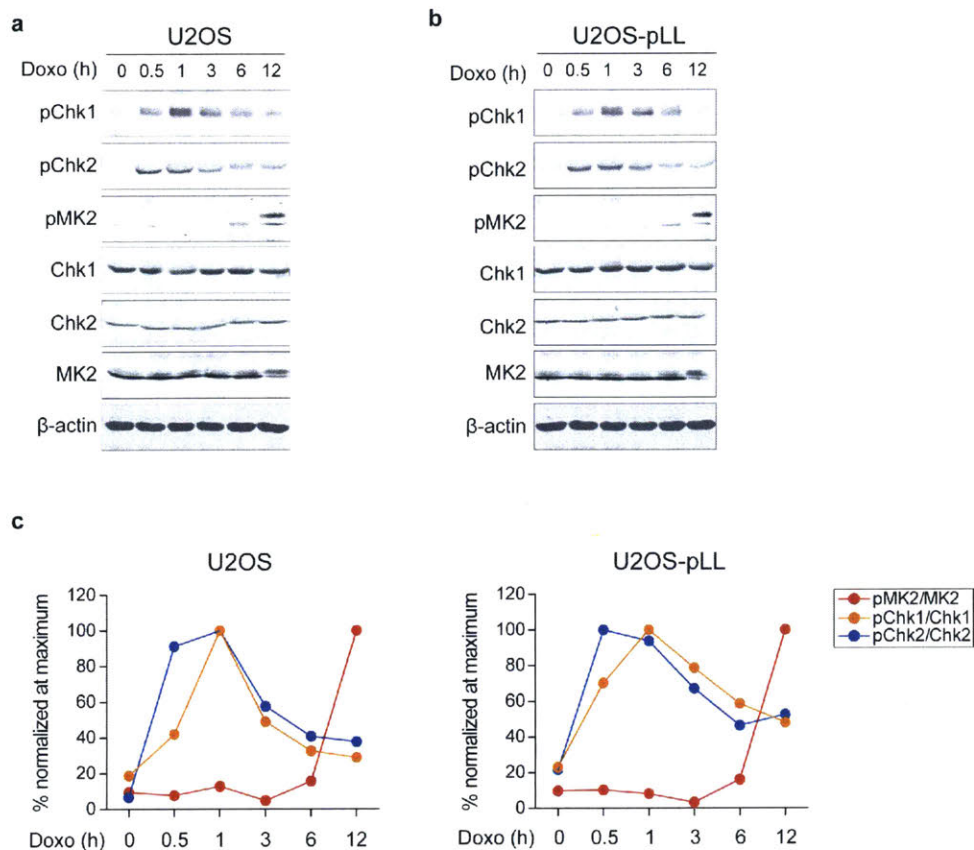 a
U2OS
Doxo (h) 0 0.5 1 3 6 12
pChk1
pChk2
pMK2
Chk1
Chk2
MK2
β-actin
b
U2OS-pLL
Doxo (h) 0 0.5 1 3 6 12
pChk1
pChk2
pMK2
Chk1
Chk2
MK2
β-actin
c
U2OS
% normalized at maximum
120
100
80
60
40
20
0
Doxo (h) 0 0.5 1 3 6 12
U2OS-pLL
% normalized at maximum
120
100
80
60
40
20
0
Doxo (h) 0 0.5 1 3 6 12
pMK2/MK2
pChk1/Chk1
pChk2/Chk2